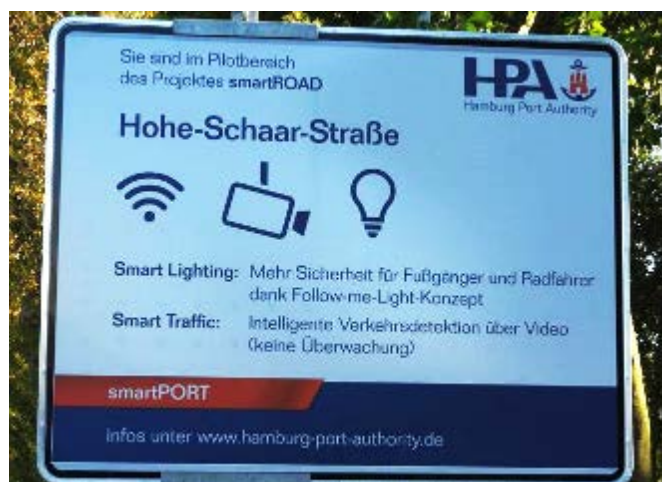 Sie sind im Pilotbereich
des Projektes smartROAD
HPA
Hamburg Port Authority
Hohe-Schaar-Straße
Smart Lighting: Mehr Sicherheit für Fußgänger und Radfahrer
dank Follow-me-Light-Konzept
Smart Traffic: Intelligente Verkehrsdetektion über Video
(keine Überwachung)
smartPORT
Infos unter www.hamburg-port-authority.de